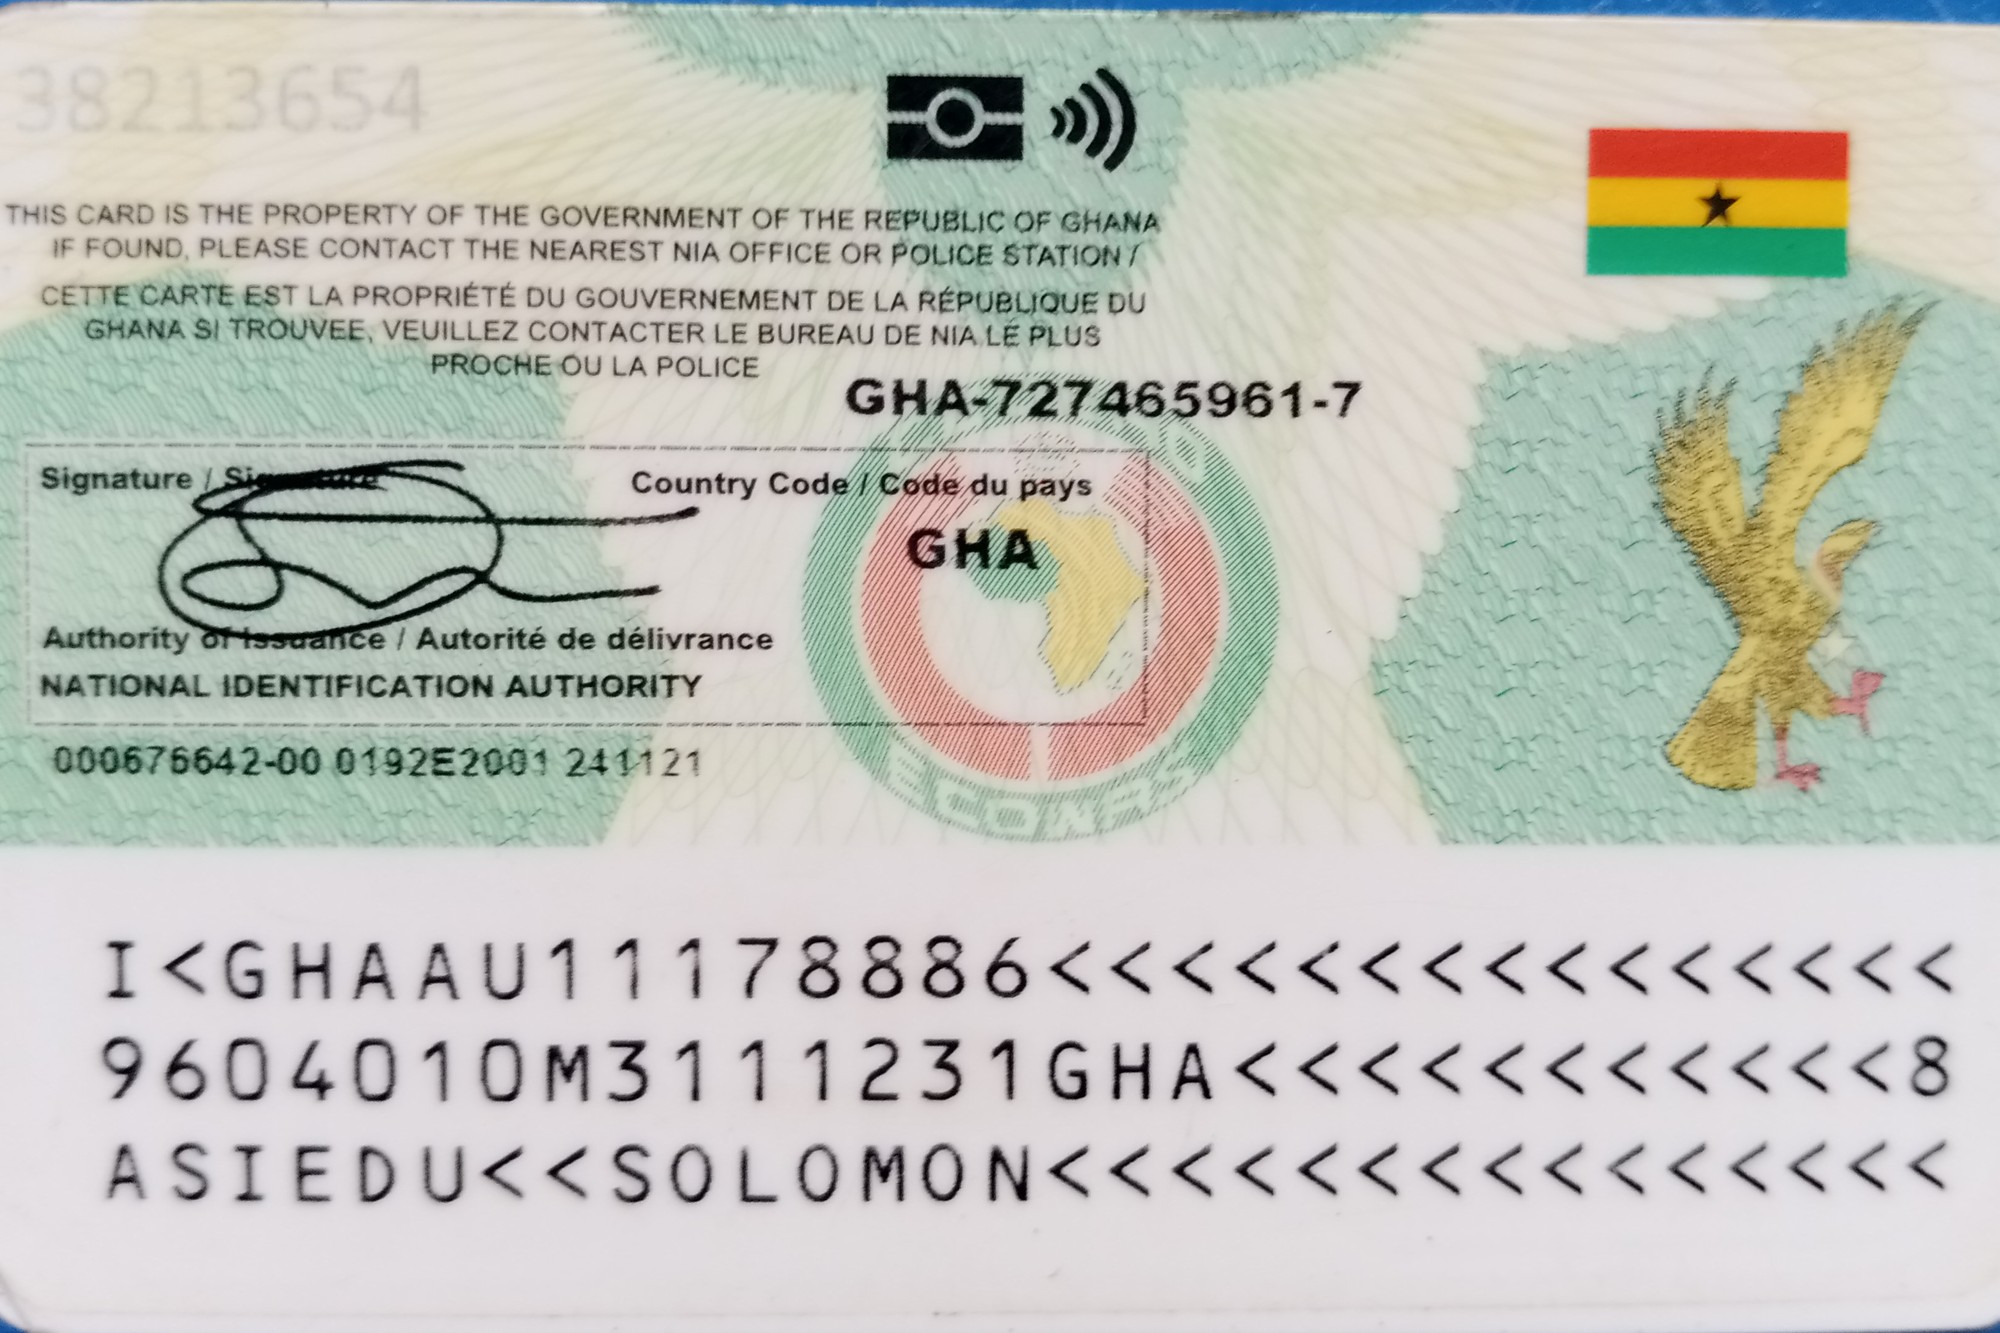 38213654
THIS CARD IS THE PROPERTY OF THE GOVERNMENT OF THE REPUBLIC OF GHANA
IF FOUND, PLEASE CONTACT THE NEAREST NIA OFFICE OR POLICE STATION /
CETTE CARTE EST LA PROPRIÉTÉ DU GOUVERNEMENT DE LA RÉPUBLIQUE DU
GHANA SI TROUVEE, VEUILLEZ CONTACTER LE BUREAU DE NIA LE PLUS
PROCHE OU LA POLICE
GHA-727465961-7
Signature / Signature
Country Code / Code du pays
GHA
Authority of Issuance / Autorité de délivrance
NATIONAL IDENTIFICATION AUTHORITY
000676642-00 0192E2001 241121
ECOWAS
I<GHAAU11178886<<<<<<<<<<<<<<<
9604010M3111231GHA<<<<<<<<<<<8
ASIEDU<<SOLOMON<<<<<<<<<<<<<<<